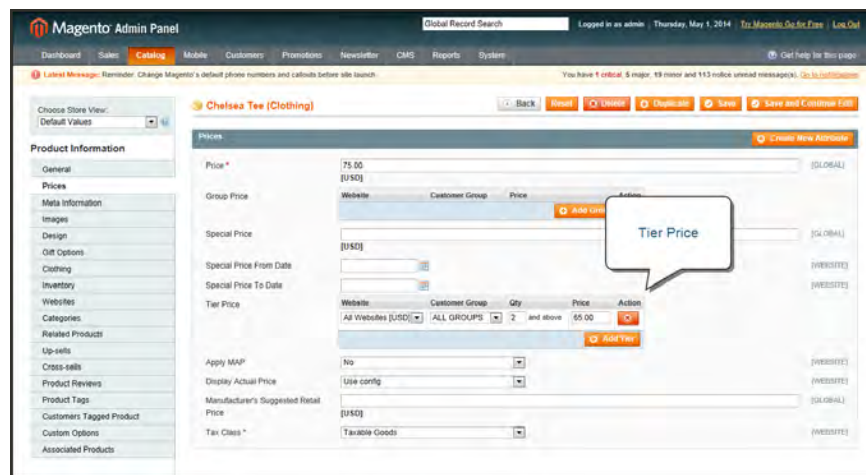 Magento Admin Panel
Global Record Search
Logged in as admin | Thursday, May 1, 2014 | Try Magento Go for Free | Log Out
Dashboard Sales Catalog Mobile Customers Promotions Newsletter CMS Reports System
Get help for this page
Latest Message: Reminder: Change Magento's default phone numbers and callouts before site launch
You have 1 critical, 5 major, 19 minor and 113 notice unread message(s). Go to notifications
Choose Store View:
Default Values
Chelsea Tee (Clothing)
Back Reset Delete Duplicate Save Save and Continue Edit
Product Information
General
Prices
Meta Information
Images
Design
Gift Options
Clothing
Inventory
Websites
Categories
Related Products
Up-sells
Cross-sells
Product Reviews
Product Tags
Customers Tagged Product
Custom Options
Associated Products
Prices
Create New Attribute
Price * 75.00 [GLOBAL]
[USD]
Group Price Website Customer Group Price Action
Add
Special Price [GLOBAL]
[USD]
Tier Price
Special Price From Date [WEBSITE]
Special Price To Date [WEBSITE]
Tier Price Website Customer Group Qty Price Action
All Websites [USD] ALL GROUPS 2 and above 65.00
Add Tier
Apply MAP No [WEBSITE]
Display Actual Price Use config [WEBSITE]
Manufacturer's Suggested Retail [GLOBAL]
Price [USD]
Tax Class * Taxable Goods [WEBSITE]